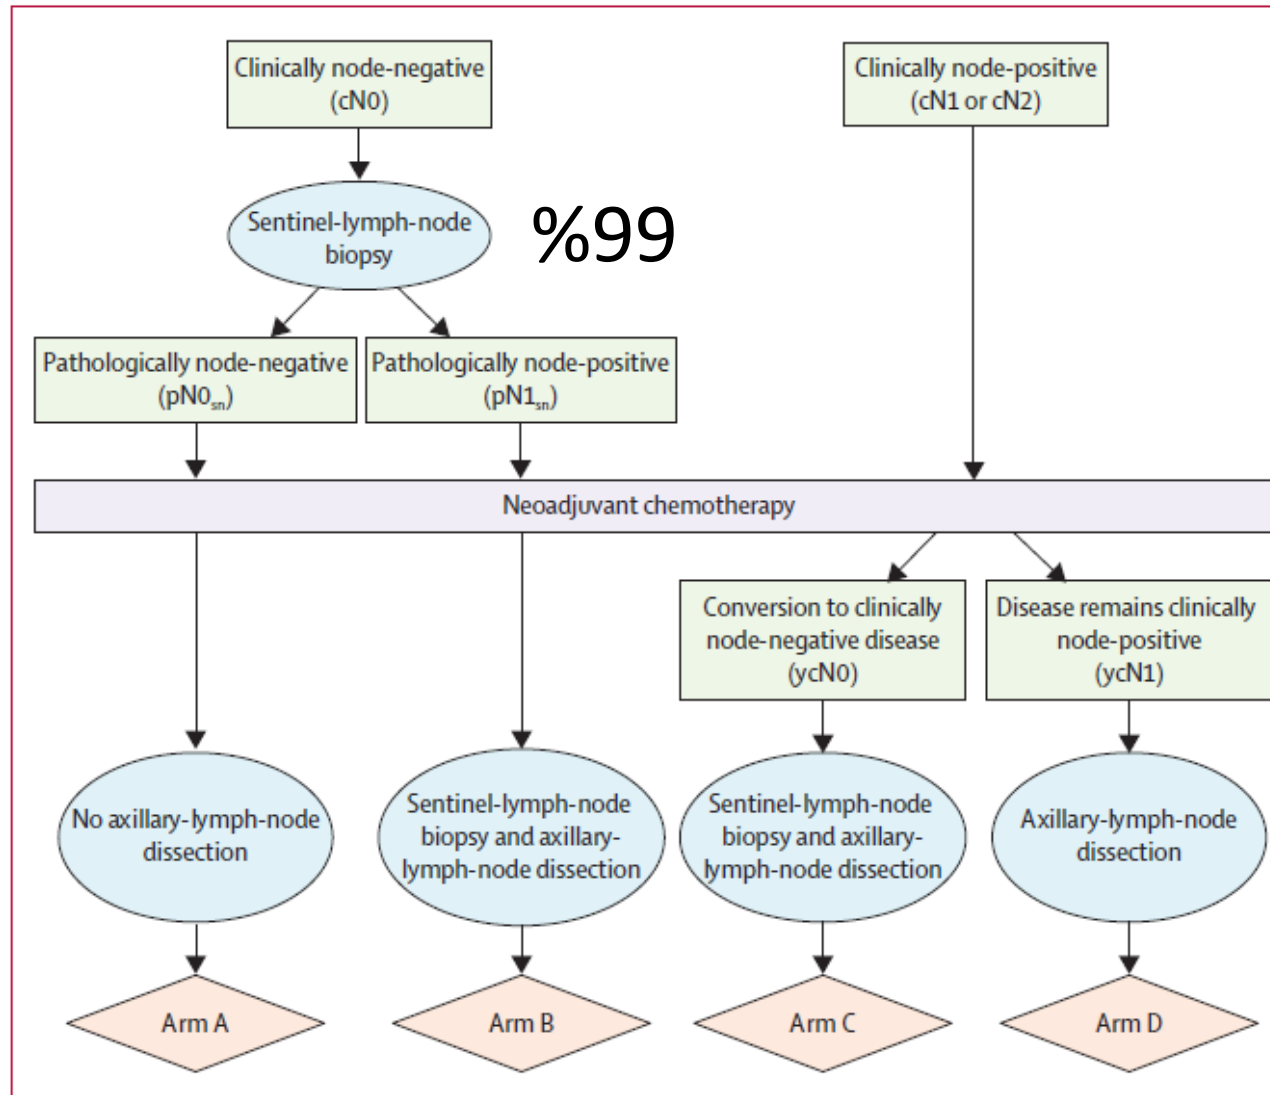 Clinically node-negative
(cN0)
Clinically node-positive
(cN1 or cN2)
Sentinel-lymph-node
biopsy
%99
Pathologically node-negative
(pN0sn)
Pathologically node-positive
(pN1sn)
Neoadjuvant chemotherapy
Conversion to clinically
node-negative disease
(ycN0)
Disease remains clinically
node-positive
(ycN1)
No axillary-lymph-node
dissection
Sentinel-lymph-node
biopsy and axillary-
lymph-node dissection
Sentinel-lymph-node
biopsy and axillary-
lymph-node dissection
Axillary-lymph-node
dissection
Arm A
Arm B
Arm C
Arm D